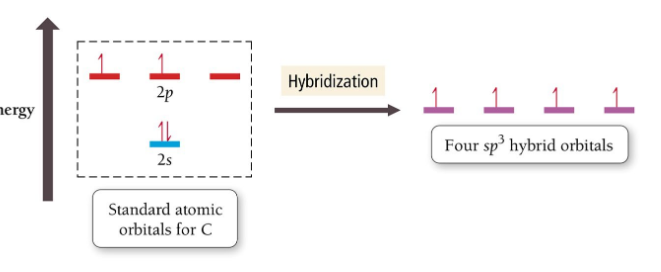 Hybridization
2p
nergy
2s
Four sp³ hybrid orbitals
Standard atomic
orbitals for C